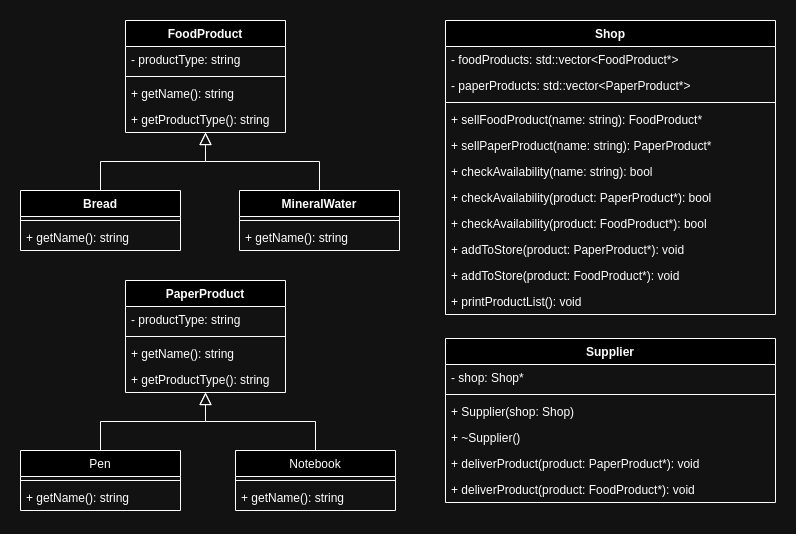 FoodProduct
- productType: string
+ getName(): string
+ getProductType(): string
Bread
+ getName(): string
MineralWater
+ getName(): string
PaperProduct
- productType: string
+ getName(): string
+ getProductType(): string
Pen
+ getName(): string
Notebook
+ getName(): string
Shop
- foodProducts: std::vector<FoodProduct*>
- paperProducts: std::vector<PaperProduct*>
+ sellFoodProduct(name: string): FoodProduct*
+ sellPaperProduct(name: string): PaperProduct*
+ checkAvailability(name: string): bool
+ checkAvailability(product: PaperProduct*): bool
+ checkAvailability(product: FoodProduct*): bool
+ addToStore(product: PaperProduct*): void
+ addToStore(product: FoodProduct*): void
+ printProductList(): void
Supplier
- shop: Shop*
+ Supplier(shop: Shop)
+ ~Supplier()
+ deliverProduct(product: PaperProduct*): void
+ deliverProduct(product: FoodProduct*): void